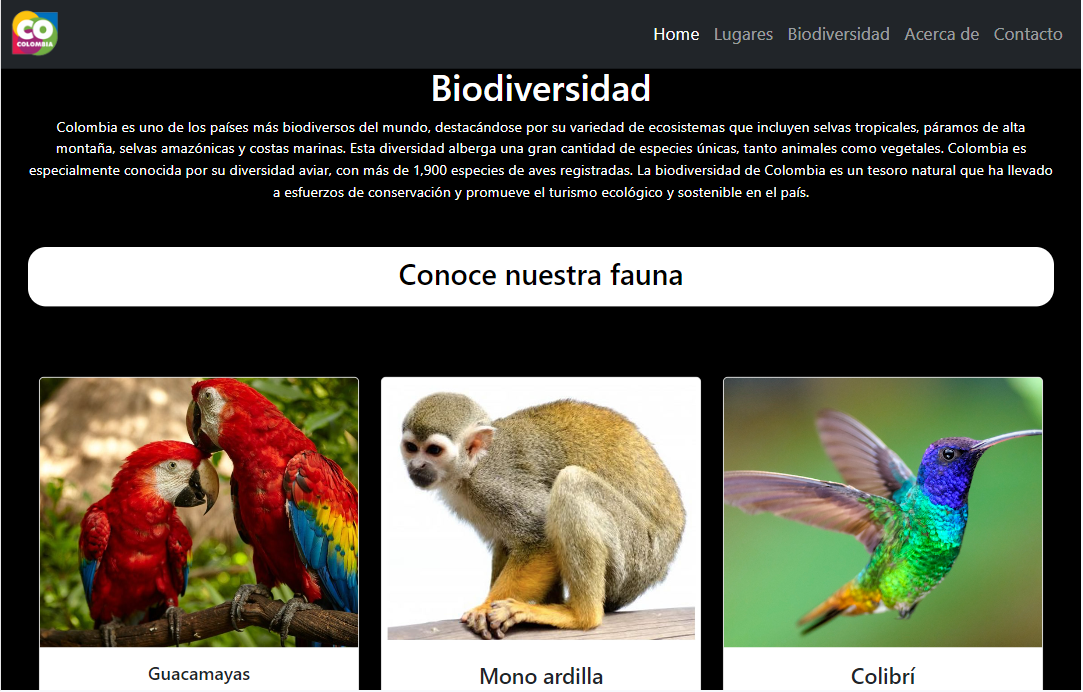 CO
COLOMBIA
Home Lugares Biodiversidad Acerca de Contacto
Biodiversidad
Colombia es uno de los países más biodiversos del mundo, destacándose por su variedad de ecosistemas que incluyen selvas tropicales, páramos de alta
montaña, selvas amazónicas y costas marinas. Esta diversidad alberga una gran cantidad de especies únicas, tanto animales como vegetales. Colombia es
especialmente conocida por su diversidad aviar, con más de 1,900 especies de aves registradas. La biodiversidad de Colombia es un tesoro natural que ha llevado
a esfuerzos de conservación y promueve el turismo ecológico y sostenible en el país.
Conoce nuestra fauna
Guacamayas
Mono ardilla
Colibrí